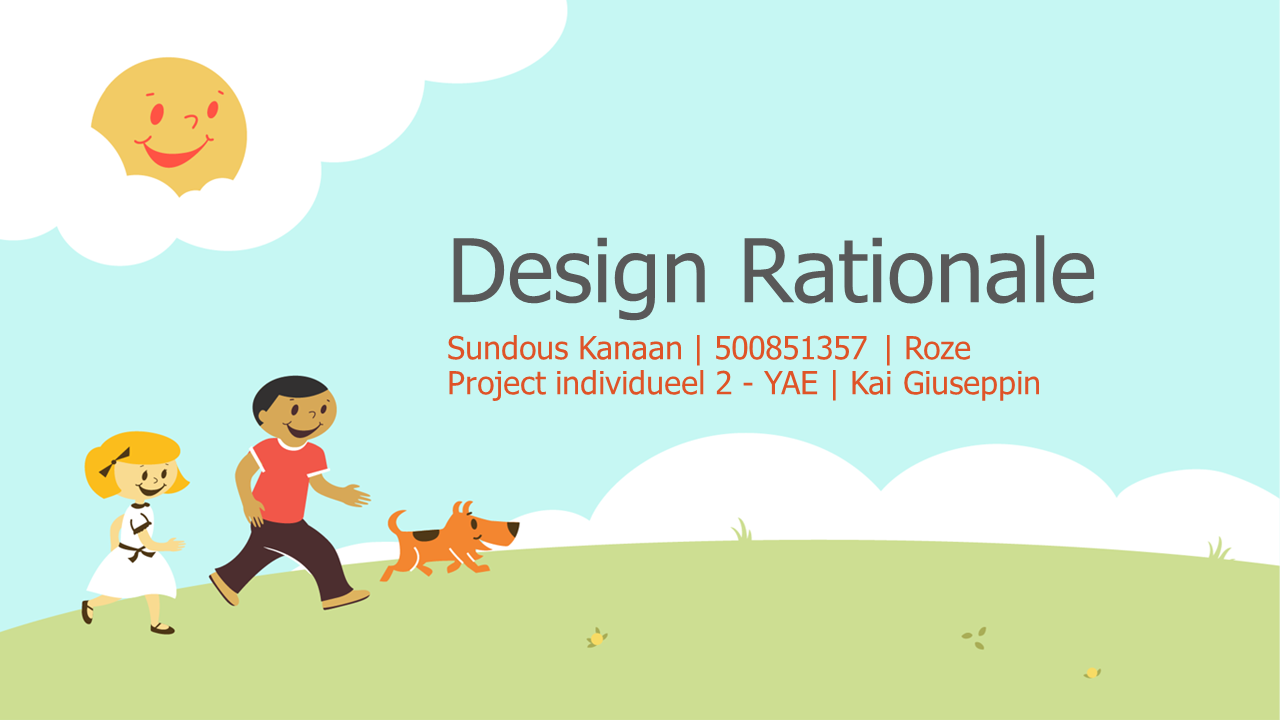 Design Rationale
Sundous Kanaan | 500851357 | Roze
Project individueel 2 - YAE | Kai Giuseppin